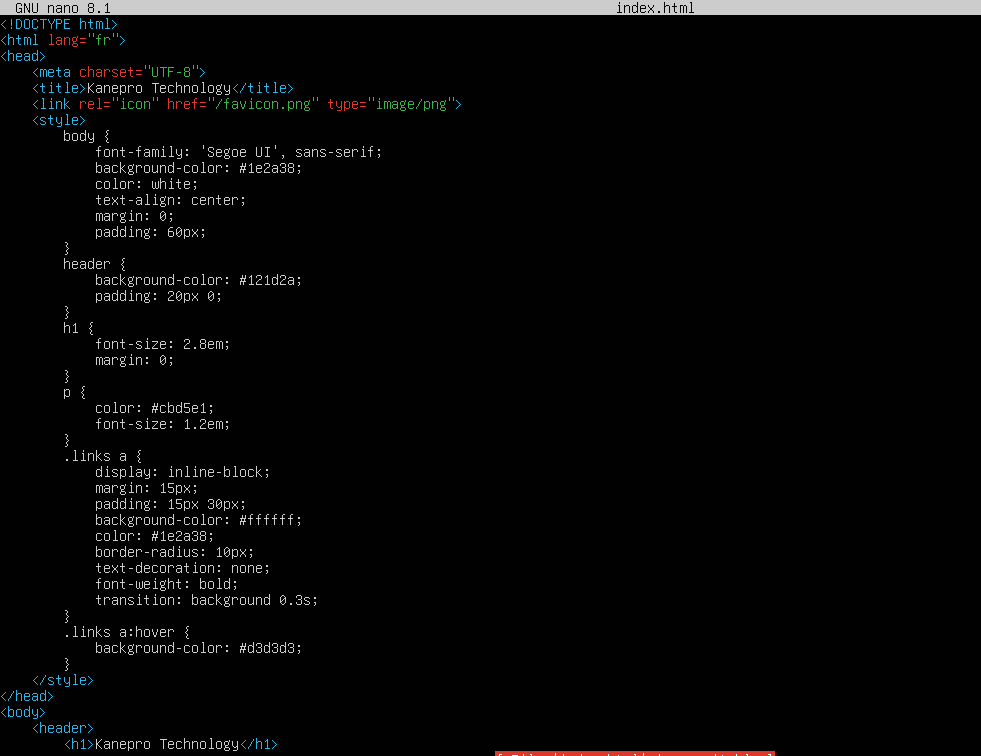 GNU nano 8.1 index.html
<!DOCTYPE html>
<html lang="fr">
<head>
    <meta charset="UTF-8">
    <title>Kanepro Technology</title>
    <link rel="icon" href="/favicon.png" type="image/png">
    <style>
        body {
            font-family: 'Segoe UI', sans-serif;
            background-color: #1e2a38;
            color: white;
            text-align: center;
            margin: 0;
            padding: 60px;
        }
        header {
            background-color: #121d2a;
            padding: 20px 0;
        }
        h1 {
            font-size: 2.8em;
            margin: 0;
        }
        p {
            color: #cbd5e1;
            font-size: 1.2em;
        }
        .links a {
            display: inline-block;
            margin: 15px;
            padding: 15px 30px;
            background-color: #ffffff;
            color: #1e2a38;
            border-radius: 10px;
            text-decoration: none;
            font-weight: bold;
            transition: background 0.3s;
        }
        .links a:hover {
            background-color: #d3d3d3;
        }
    </style>
</head>
<body>
    <header>
        <h1>Kanepro Technology</h1>